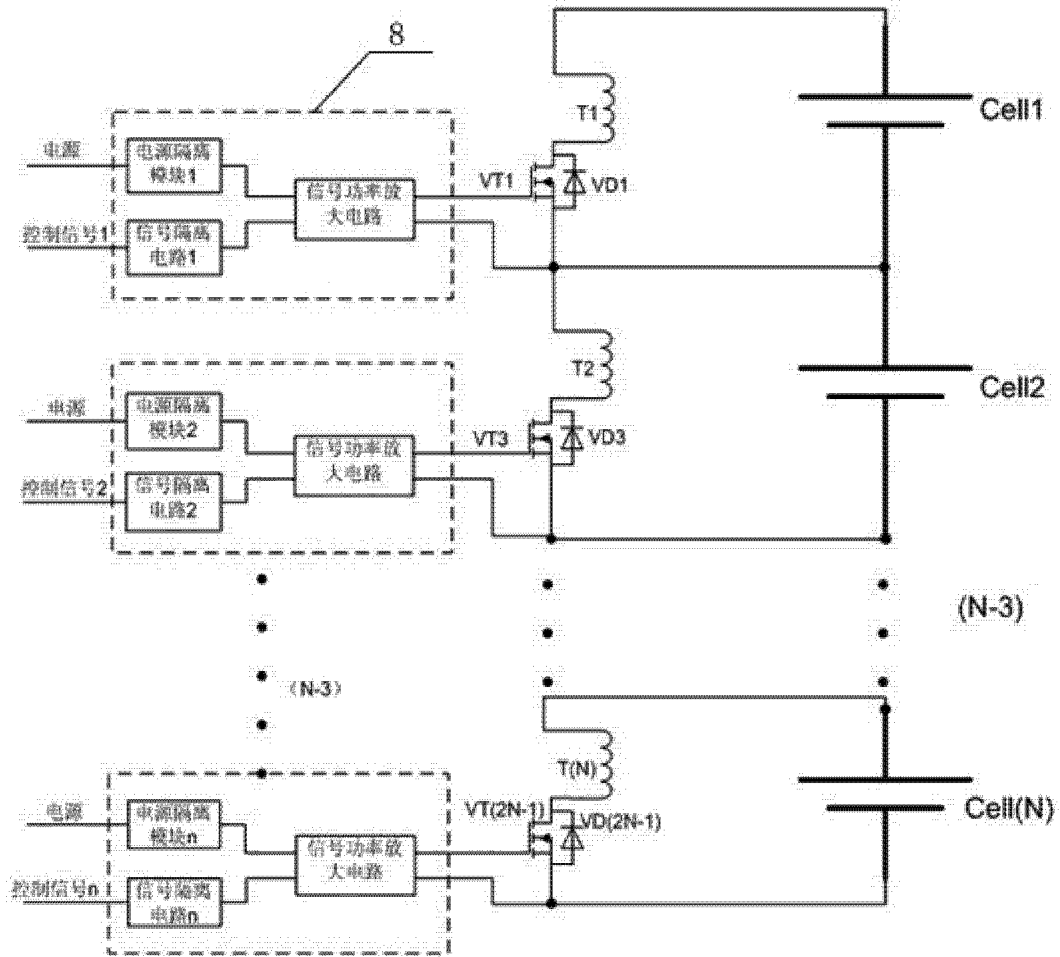 8
电源
电源隔离
模块1
控制信号1
信号隔离
电路1
信号功率放
大电路
T1
VT1
VD1
Cell1
电源
电源隔离
模块2
控制信号2
信号隔离
电路2
信号功率放
大电路
T2
VT3
VD3
Cell2
(N-3)
(N-3)
电源
电源隔离
模块n
控制信号n
信号隔离
电路n
信号功率放
大电路
T(N)
VT(2N-1)
VD(2N-1)
Cell(N)